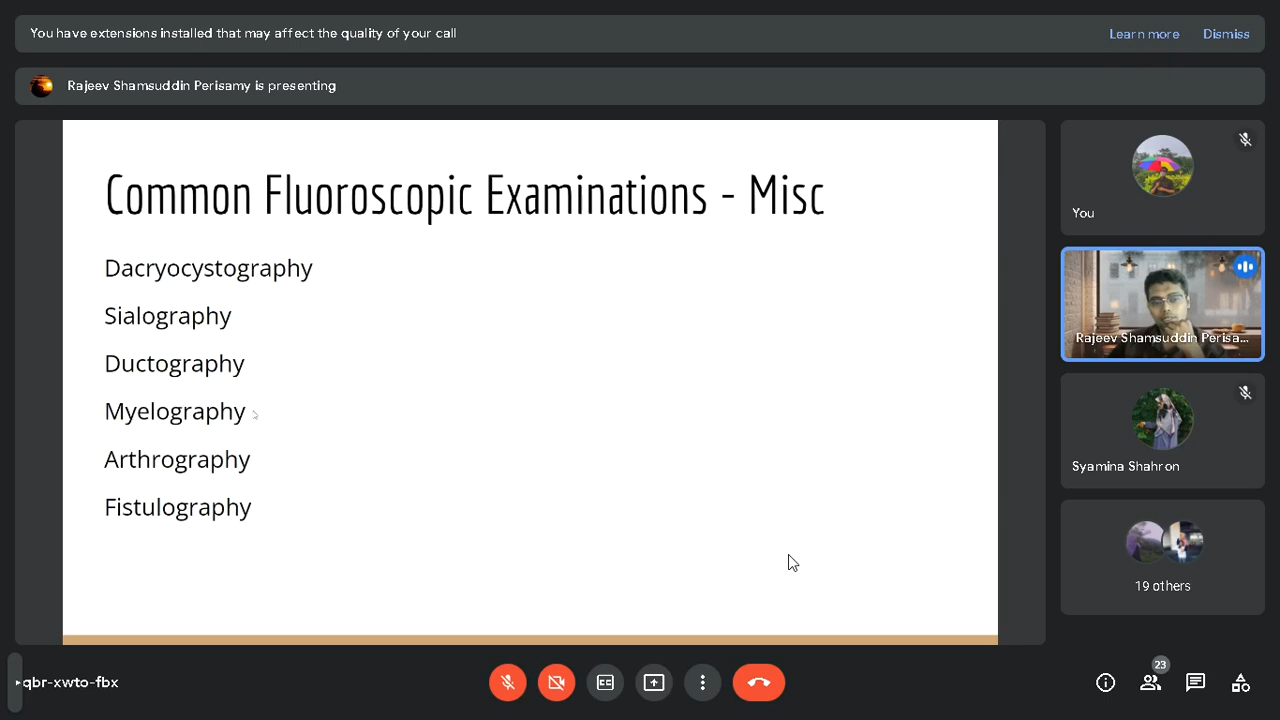 You have extensions installed that may affect the quality of your call
Learn more
Dismiss
Rajeev Shamsuddin Perisamy is presenting
Common Fluoroscopic Examinations - Misc
Dacryocystography
Sialography
Ductography
Myelography
Arthrography
Fistulography
You
Rajeev Shamsuddin Perisa...
Syamina Shahron
19 others
qbr-xwto-fbx
23